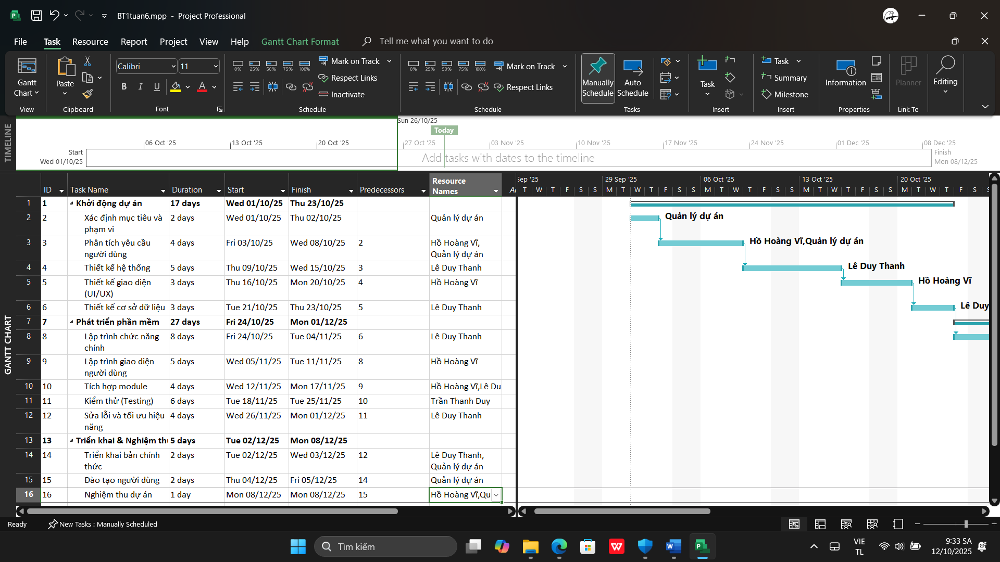 BT1tuan6.mpp - Project Professional
File Task Resource Report Project View Help Gantt Chart Format Tell me what you want to do
Gantt Chart
View
Paste
Clipboard
Calibri 11
B I U A
Font
0% 25% 50% 75% 100%
Mark on Track
Respect Links
Inactivate
Schedule
0% 25% 50% 75% 100%
Mark on Track
Respect Links
Schedule
Manually Schedule
Auto Schedule
Tasks
Task
Insert
Task
Summary
Milestone
Insert
Information
Properties
Planner
Link To
Editing
TIMELINE
Sun 26/10/25
Today
06 Oct '25 13 Oct '25 20 Oct '25 27 Oct '25 03 Nov '25 10 Nov '25 17 Nov '25 24 Nov '25 01 Dec '25 08 Dec '25
Start
Wed 01/10/25
Add tasks with dates to the timeline
Finish
Mon 08/12/25
GANTT CHART
ID Task Name Duration Start Finish Predecessors Resource Names
1 1 Khởi động dự án 17 days Wed 01/10/25 Thu 23/10/25
2 2 Xác định mục tiêu và phạm vi 2 days Wed 01/10/25 Thu 02/10/25 Quản lý dự án
3 3 Phân tích yêu cầu người dùng 4 days Fri 03/10/25 Wed 08/10/25 2 Hồ Hoàng Vĩ, Quản lý dự án
4 4 Thiết kế hệ thống 5 days Thu 09/10/25 Wed 15/10/25 3 Lê Duy Thanh
5 5 Thiết kế giao diện (UI/UX) 3 days Thu 16/10/25 Mon 20/10/25 4 Hồ Hoàng Vĩ
6 6 Thiết kế cơ sở dữ liệu 3 days Tue 21/10/25 Thu 23/10/25 5 Lê Duy Thanh
7 7 Phát triển phần mềm 27 days Fri 24/10/25 Mon 01/12/25
8 8 Lập trình chức năng chính 8 days Fri 24/10/25 Tue 04/11/25 6 Lê Duy Thanh
9 9 Lập trình giao diện người dùng 5 days Wed 05/11/25 Tue 11/11/25 8 Hồ Hoàng Vĩ
10 10 Tích hợp module 4 days Wed 12/11/25 Mon 17/11/25 9 Hồ Hoàng Vĩ,Lê Du
11 11 Kiểm thử (Testing) 6 days Tue 18/11/25 Tue 25/11/25 10 Trần Thanh Duy
12 12 Sửa lỗi và tối ưu hiệu năng 4 days Wed 26/11/25 Mon 01/12/25 11 Lê Duy Thanh
13 13 Triển khai & Nghiệm thu 5 days Tue 02/12/25 Mon 08/12/25
14 14 Triển khai bản chính thức 2 days Tue 02/12/25 Wed 03/12/25 12 Lê Duy Thanh, Quản lý dự án
15 15 Đào tạo người dùng 2 days Thu 04/12/25 Fri 05/12/25 14 Quản lý dự án
16 16 Nghiệm thu dự án 1 day Mon 08/12/25 Mon 08/12/25 15 Hồ Hoàng Vĩ,Qu
Sep '25 29 Sep '25 06 Oct '25 13 Oct '25 20 Oct '25
T W T F S S M T W T F S S M T W T F S S M T W T F S S M T W T F S S
Quản lý dự án
Hồ Hoàng Vĩ,Quản lý dự án
Lê Duy Thanh
Hồ Hoàng Vĩ
Lê Duy
Ready New Tasks : Manually Scheduled
Tìm kiếm
VIE
TL
9:33 SA
12/10/2025